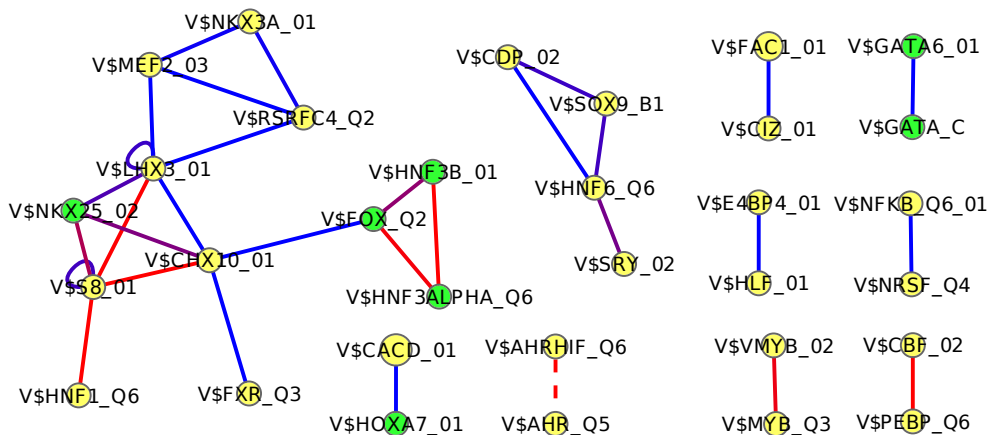 V$NKX3A_01
V$MEF2_03
V$CDP_02
V$FAC1_01
V$GATA6_01
V$SOX9_B1
V$RSRFC4_Q2
V$CIZ_01
V$GATA_C
V$LHX3_01
V$HNF3B_01
V$HNF6_Q6
V$NKX25_02
V$FOX_Q2
V$E4BP4_01
V$NFKB_Q6_01
V$CHX10_01
V$SRY_02
V$S8_01
V$HNF3ALPHA_Q6
V$HLF_01
V$NRSF_Q4
V$CACD_01
V$AHRHIF_Q6
V$VMYB_02
V$CBF_02
V$HNF1_Q6
V$FXR_Q3
V$HOXA7_01
V$AHR_Q5
V$MYB_Q3
V$PEBP_Q6